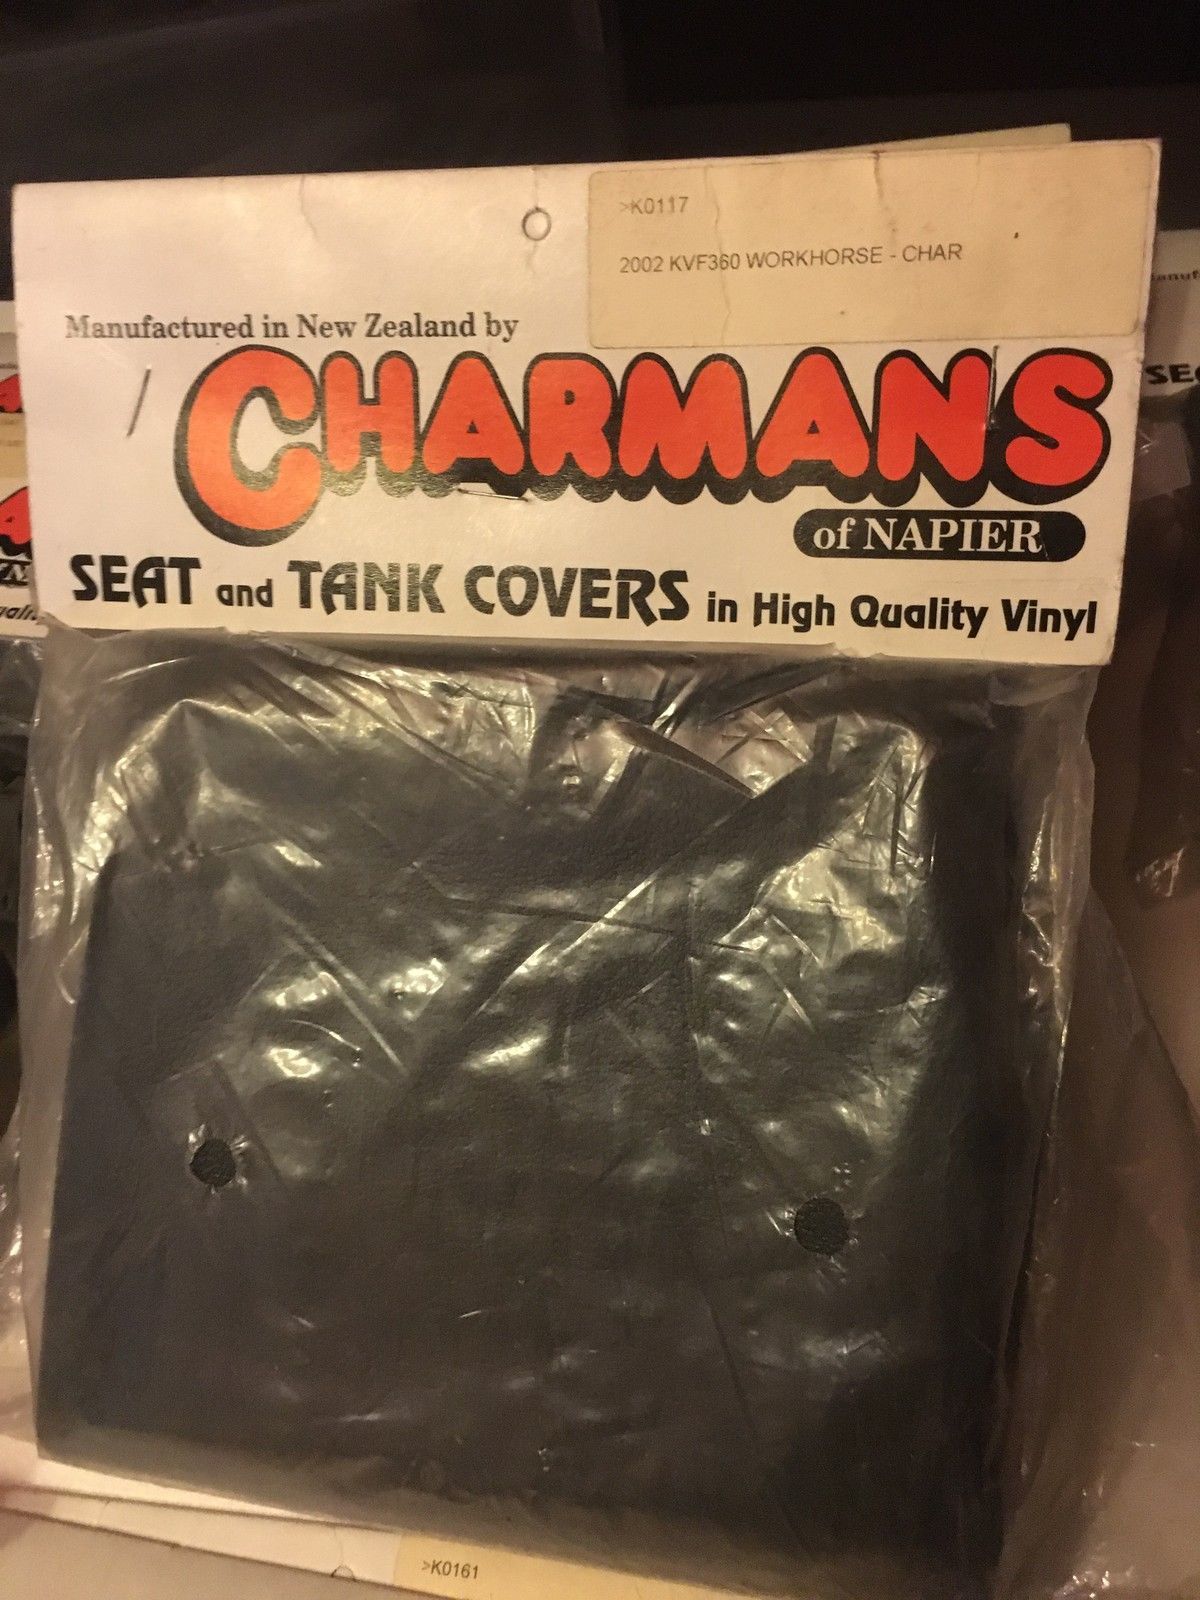 >K0117
2002 KVF360 WORKHORSE - CHAR
Manufactured in New Zealand by
CHARMANS
of NAPIER
SEAT and TANK COVERS in High Quality Vinyl
>K0161